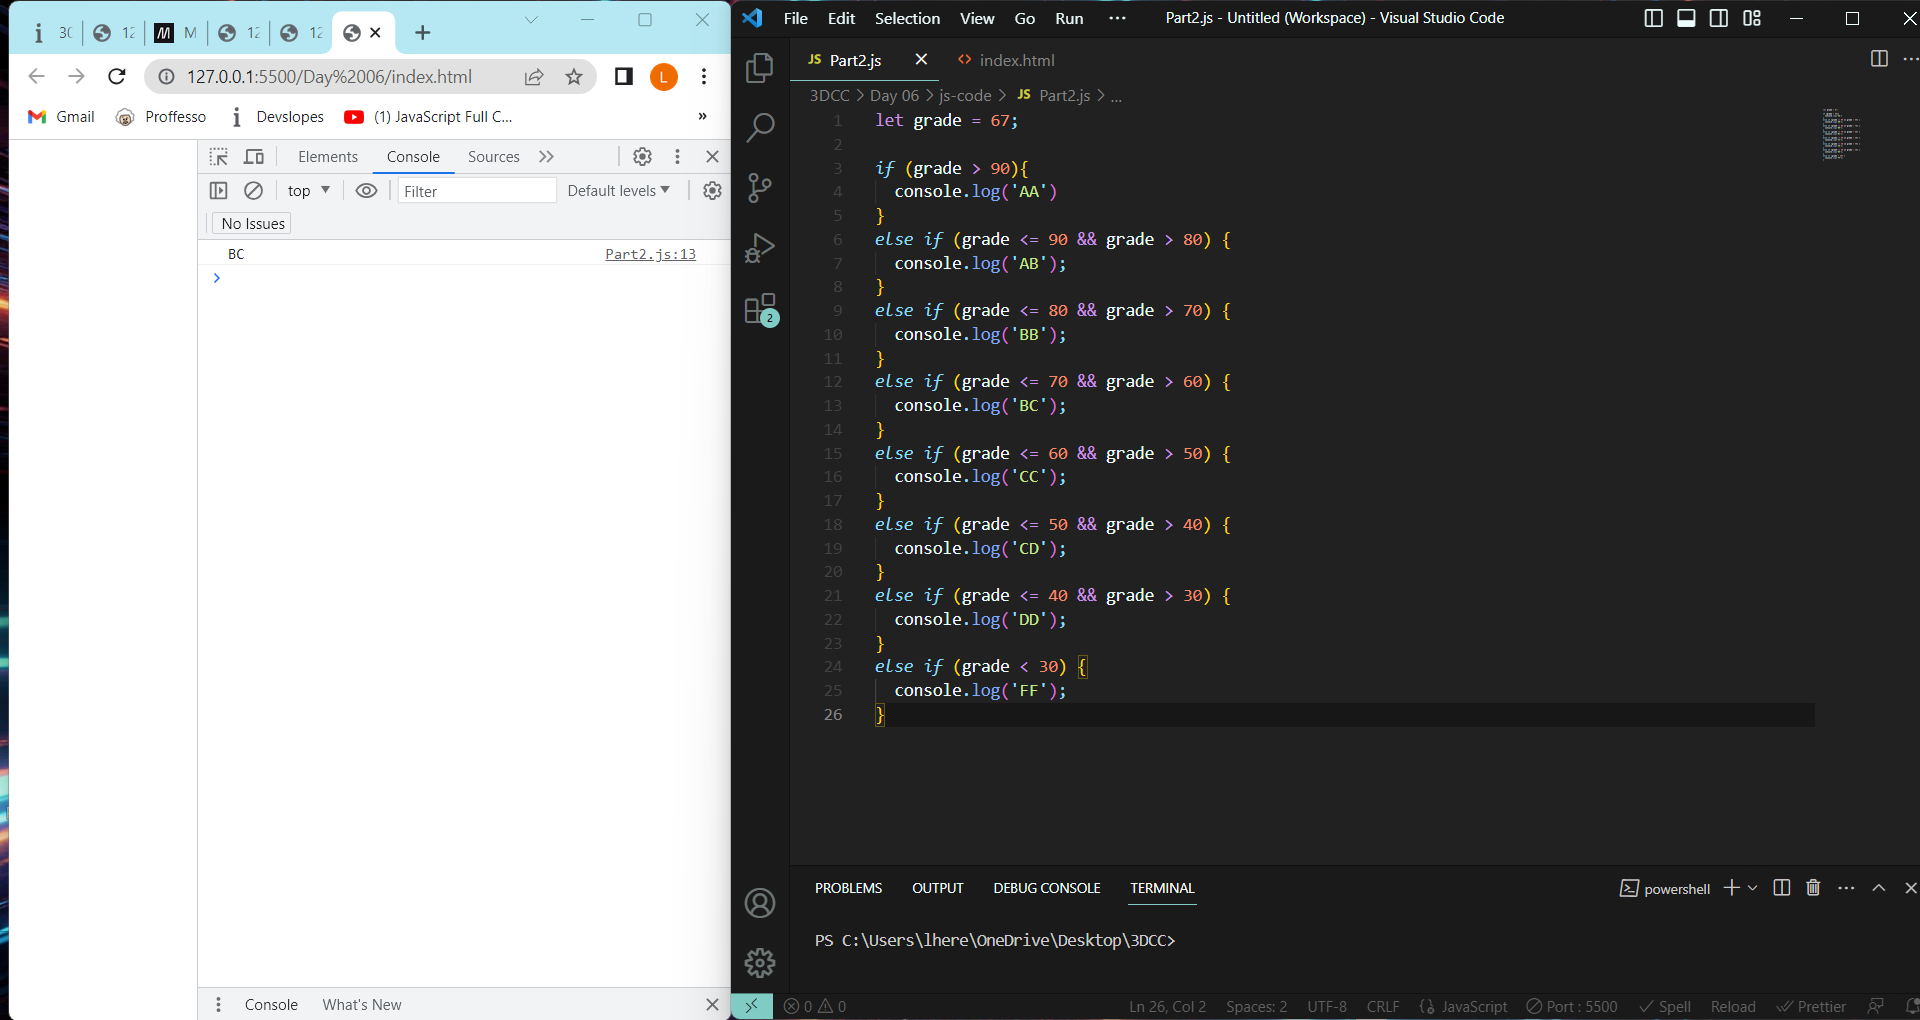 30
12
M
12
12
127.0.0.1:5500/Day%2006/index.html
L
Gmail
Proffesso
Devslopes
(1) JavaScript Full C...
»
Elements
Console
Sources
top
Filter
Default levels
No Issues
BC
Part2.js:13
Console
What's New
File Edit Selection View Go Run ···
Part2.js - Untitled (Workspace) - Visual Studio Code
JS Part2.js
index.html
3DCC > Day 06 > js-code > JS Part2.js > ...
1 let grade = 67;
2
3 if (grade > 90){
4 console.log('AA')
5 }
6 else if (grade <= 90 && grade > 80) {
7 console.log('AB');
8 }
9 else if (grade <= 80 && grade > 70) {
10 console.log('BB');
11 }
12 else if (grade <= 70 && grade > 60) {
13 console.log('BC');
14 }
15 else if (grade <= 60 && grade > 50) {
16 console.log('CC');
17 }
18 else if (grade <= 50 && grade > 40) {
19 console.log('CD');
20 }
21 else if (grade <= 40 && grade > 30) {
22 console.log('DD');
23 }
24 else if (grade < 30) {
25 console.log('FF');
26 }
2
PROBLEMS OUTPUT DEBUG CONSOLE TERMINAL
powershell
PS C:\Users\lhere\OneDrive\Desktop\3DCC>
0 0
Ln 26, Col 2 Spaces: 2 UTF-8 CRLF {} JavaScript Port : 5500 Spell Reload Prettier